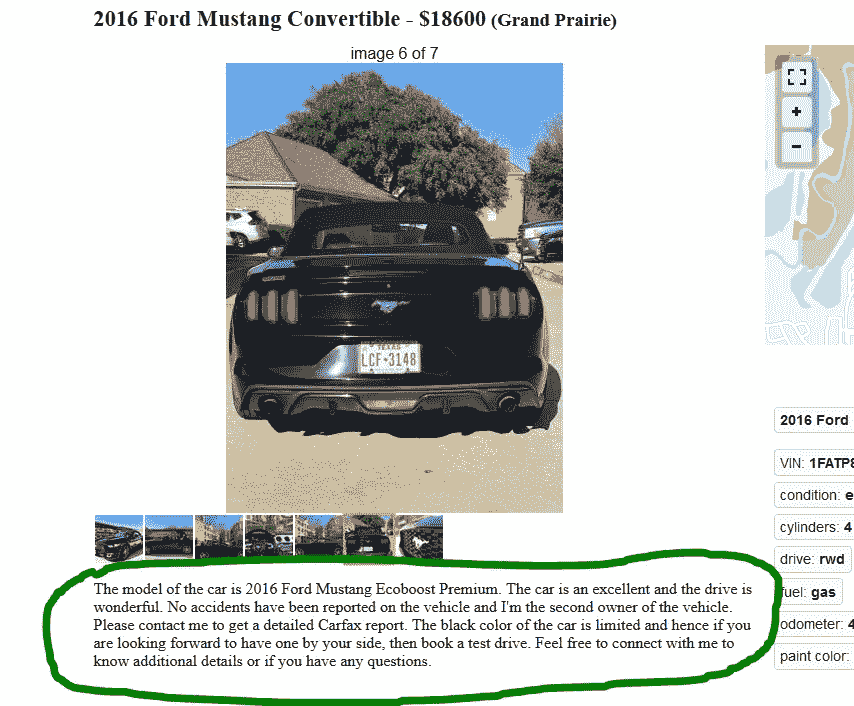 2016 Ford Mustang Convertible - $18600 (Grand Prairie)
image 6 of 7
+
−
TEXAS
LCF★3148
2016 Ford
VIN: 1FATP8
condition: e
cylinders: 4
drive: rwd
fuel: gas
odometer: 4
paint color:
The model of the car is 2016 Ford Mustang Ecoboost Premium. The car is an excellent and the drive is
wonderful. No accidents have been reported on the vehicle and I'm the second owner of the vehicle.
Please contact me to get a detailed Carfax report. The black color of the car is limited and hence if you
are looking forward to have one by your side, then book a test drive. Feel free to connect with me to
know additional details or if you have any questions.